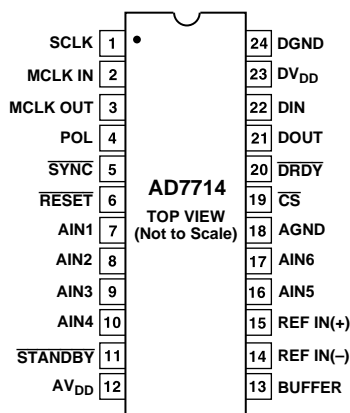 SCLK 1 24 DGND
MCLK IN 2 23 DVDD
MCLK OUT 3 22 DIN
POL 4 21 DOUT
SYNC 5 20 DRDY
RESET 6 19 CS
AD7714
TOP VIEW
(Not to Scale)
AIN1 7 18 AGND
AIN2 8 17 AIN6
AIN3 9 16 AIN5
AIN4 10 15 REF IN(+)
STANDBY 11 14 REF IN(–)
AVDD 12 13 BUFFER